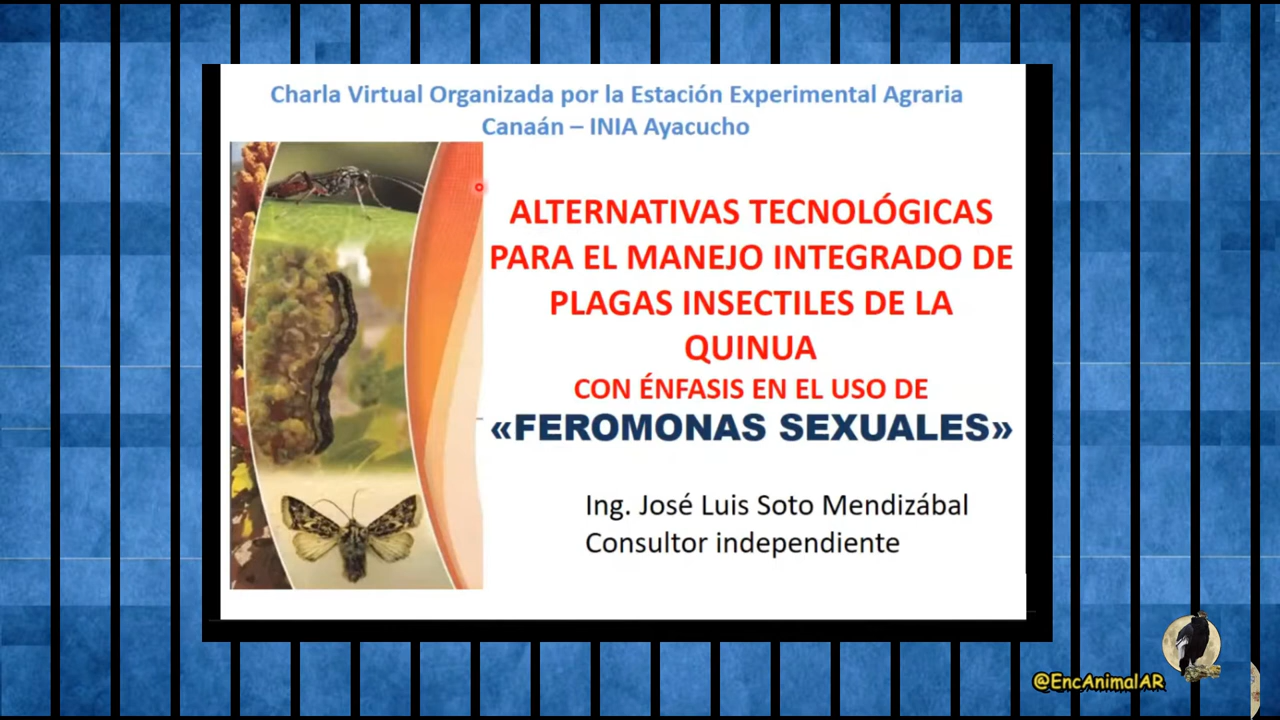 Charla Virtual Organizada por la Estación Experimental Agraria
Canaán – INIA Ayacucho
ALTERNATIVAS TECNOLÓGICAS
PARA EL MANEJO INTEGRADO DE
PLAGAS INSECTILES DE LA
QUINUA
CON ÉNFASIS EN EL USO DE
«FEROMONAS SEXUALES»
Ing. José Luis Soto Mendizábal
Consultor independiente
@EncAnimalAR